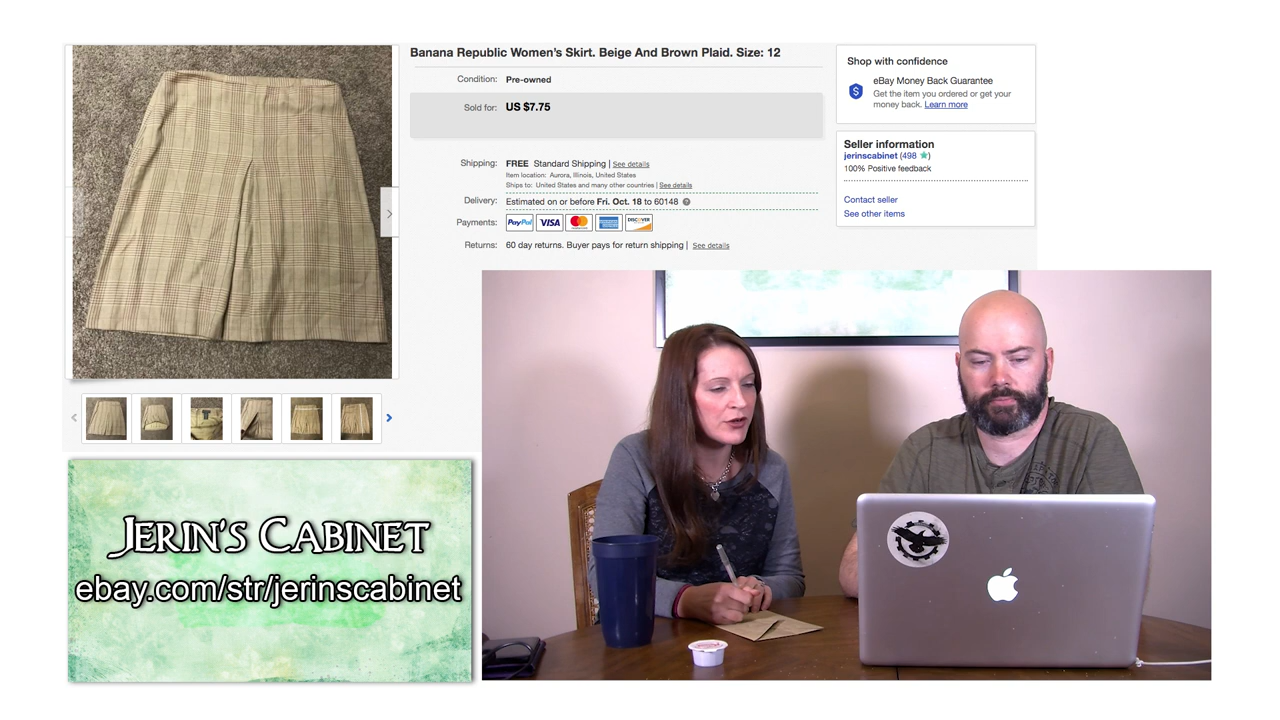 Banana Republic Women's Skirt. Beige And Brown Plaid. Size: 12
Condition: Pre-owned
Sold for: US $7.75
Shipping: FREE Standard Shipping | See details
Item location: Aurora, Illinois, United States
Ships to: United States and many other countries | See details
Delivery: Estimated on or before Fri. Oct. 18 to 60148 ?
Payments: PayPal VISA MasterCard DISCOVER
Returns: 60 day returns. Buyer pays for return shipping | See details
Shop with confidence
eBay Money Back Guarantee
Get the item you ordered or get your
money back. Learn more
Seller information
jerinscabinet (498 ★)
100% Positive feedback
Contact seller
See other items
JERIN'S CABINET
ebay.com/str/jerinscabinet